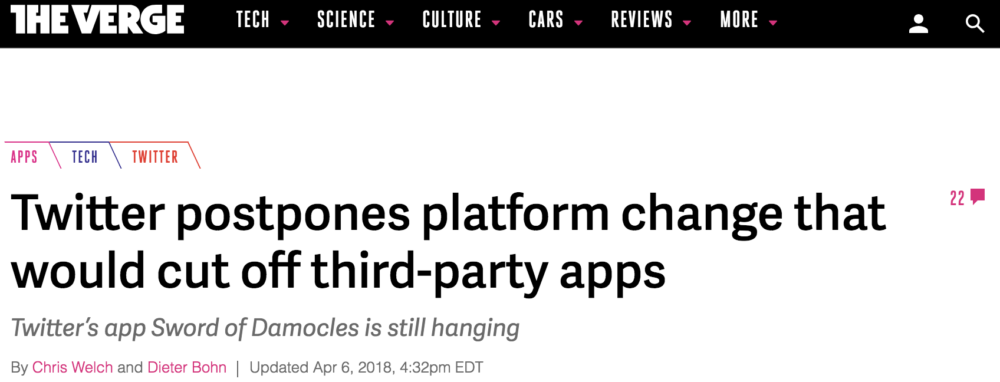 THE VERGE TECH SCIENCE CULTURE CARS REVIEWS MORE
APPS TECH TWITTER
Twitter postpones platform change that
would cut off third-party apps
22
Twitter’s app Sword of Damocles is still hanging
By Chris Welch and Dieter Bohn | Updated Apr 6, 2018, 4:32pm EDT